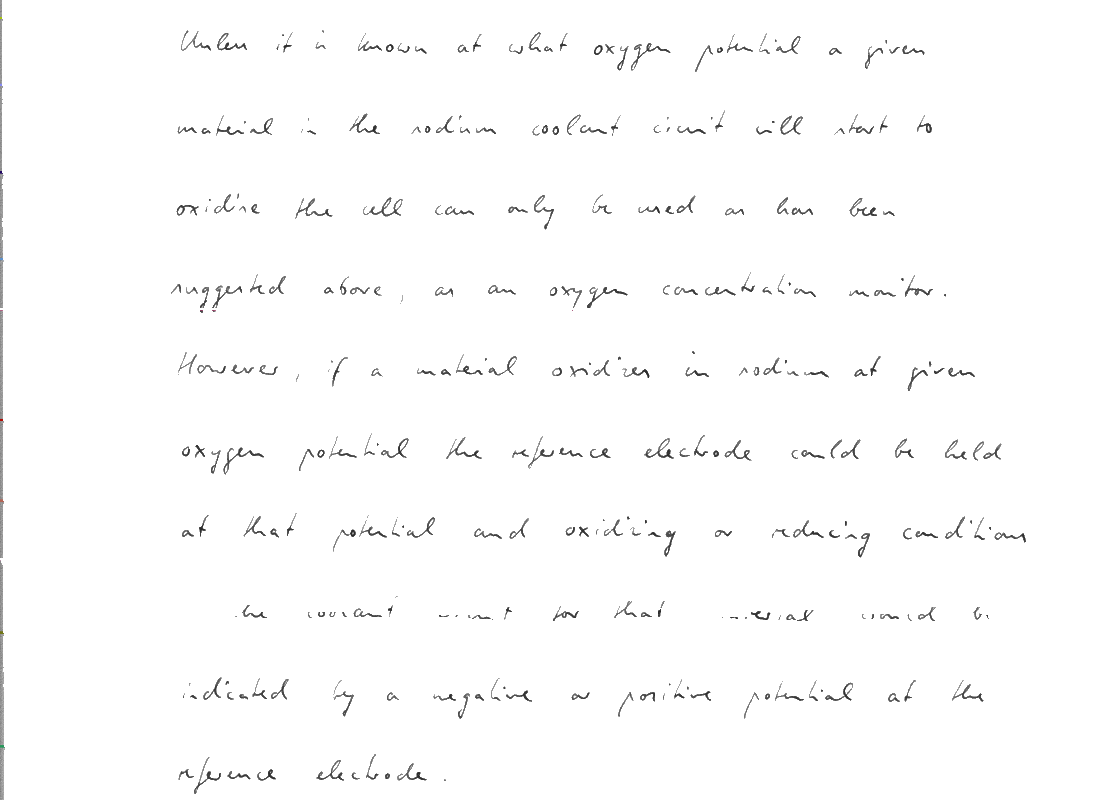 Unless it is known at what oxygen potential a given
material in the sodium coolant circuit will start to
oxidise the cell can only be used as has been
suggested above, as an oxygen concentration monitor.
However, if a material oxidizes in sodium at given
oxygen potential the reference electrode could be held
at that potential and oxidizing or reducing conditions
the coolant circuit for that material would be
indicated by a negative or positive potential at the
reference electrode.